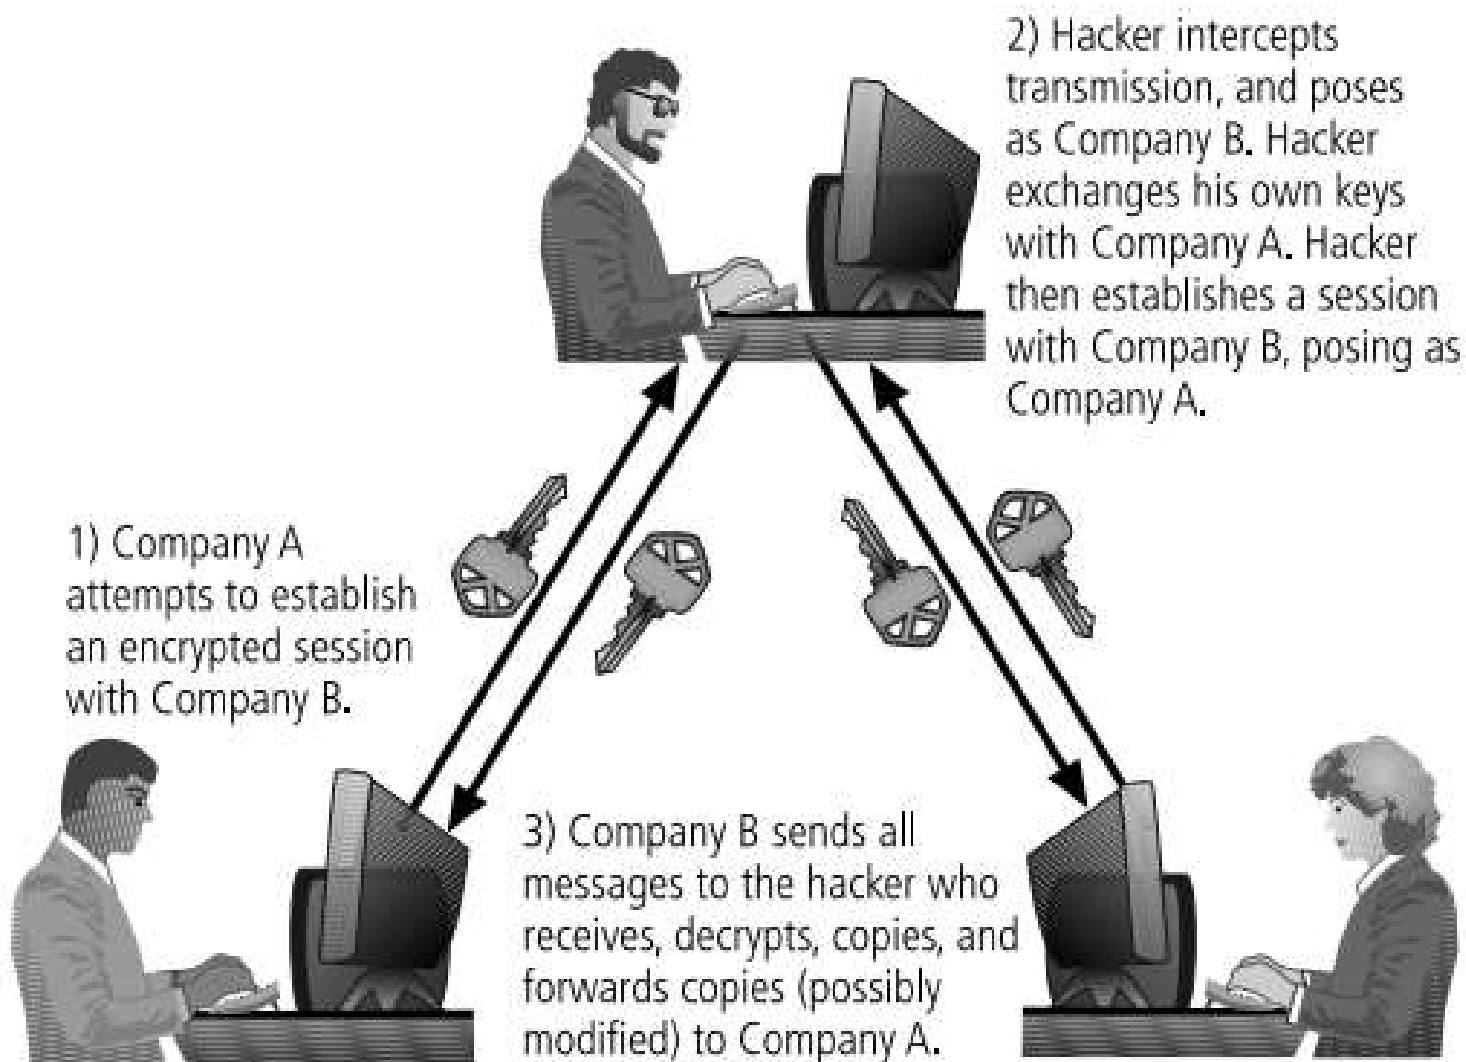 1) Company A
attempts to establish
an encrypted session
with Company B.
2) Hacker intercepts
transmission, and poses
as Company B. Hacker
exchanges his own keys
with Company A. Hacker
then establishes a session
with Company B, posing as
Company A.
3) Company B sends all
messages to the hacker who
receives, decrypts, copies, and
forwards copies (possibly
modified) to Company A.